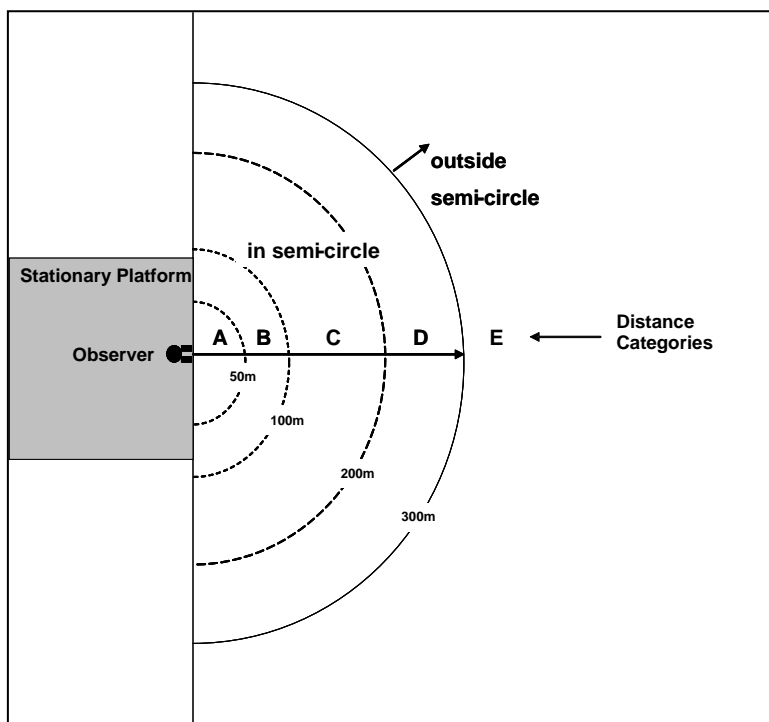 outside
semi-circle
in semi-circle
Stationary Platform
A B C D E
Distance
Categories
Observer
50m
100m
200m
300m